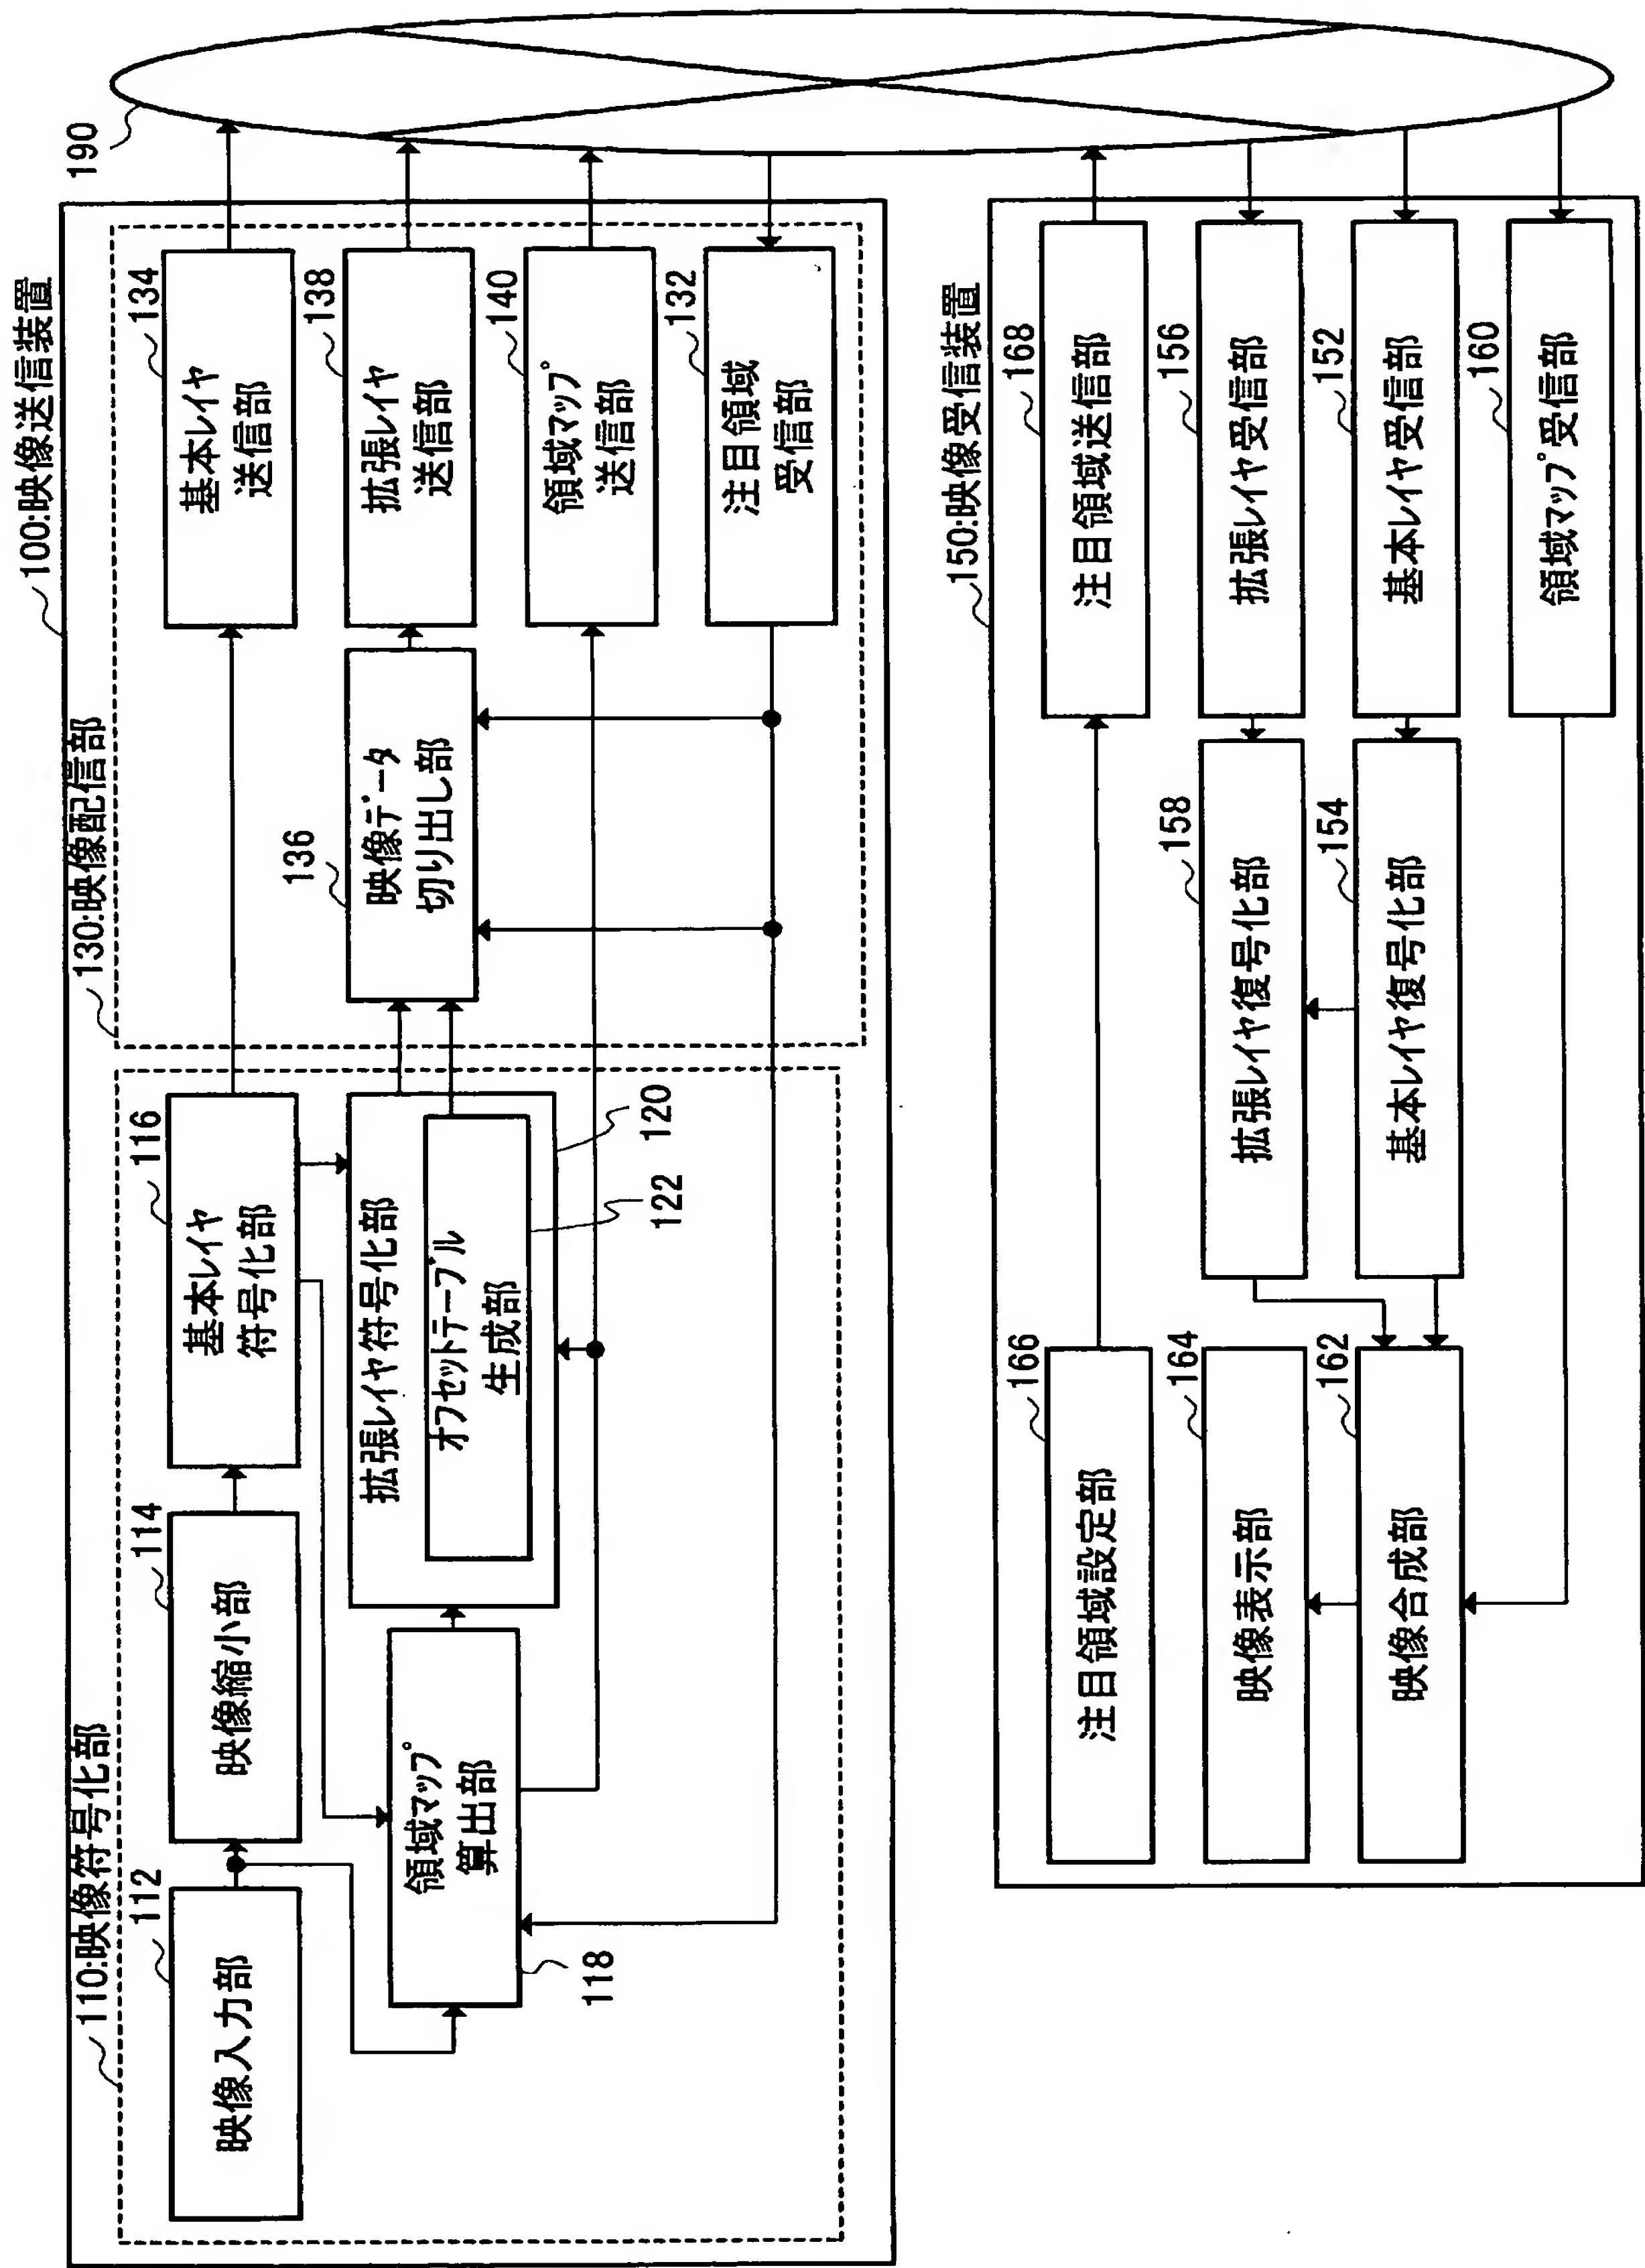 100:映像送信装置
110:映像符号化部
130:映像配信部
190
112
映像入力部
114
映像縮小部
116
基本レイヤ
符号化部
134
基本レイヤ
送信部
118
領域マップ
算出部
拡張レイヤ符号化部
オフセットテーブル
生成部
120
122
136
映像データ
切り出し部
138
拡張レイヤ
送信部
140
領域マップ
送信部
132
注目領域
受信部
150:映像受信装置
166
注目領域設定部
168
注目領域送信部
164
映像表示部
158
拡張レイヤ復号化部
156
拡張レイヤ受信部
162
映像合成部
154
基本レイヤ復号化部
152
基本レイヤ受信部
160
領域マップ受信部